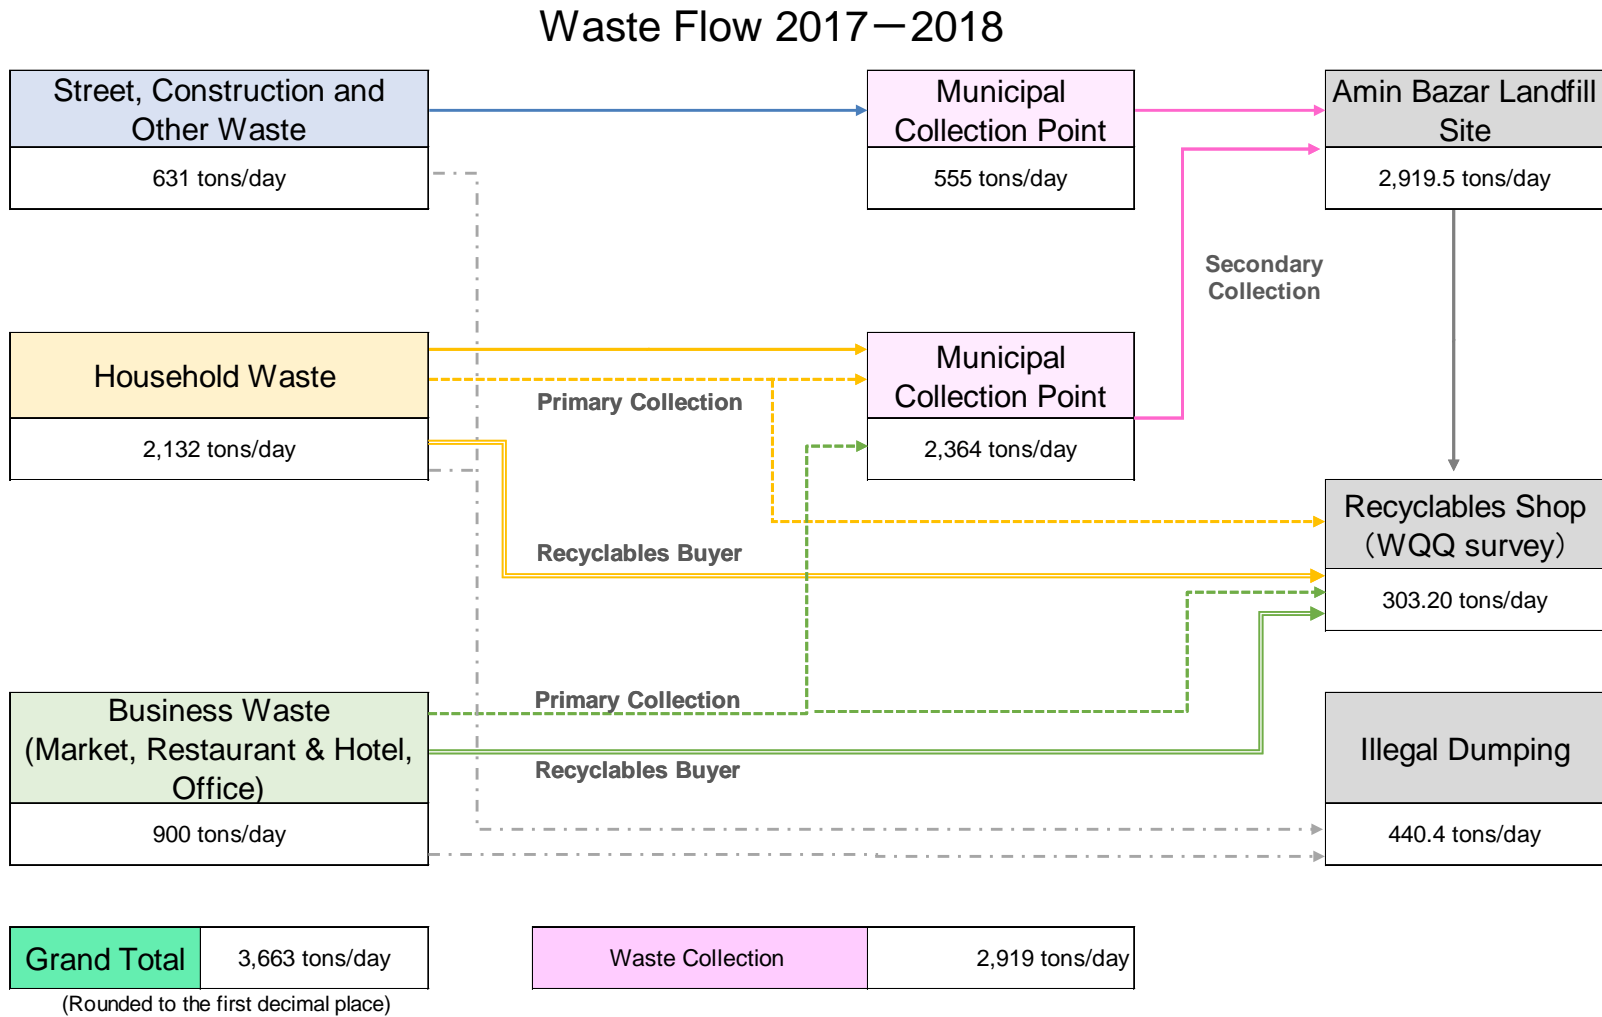 Waste Flow 2017－2018
Street, Construction and
Other Waste
631 tons/day
Municipal
Collection Point
555 tons/day
Amin Bazar Landfill
Site
2,919.5 tons/day
Secondary
Collection
Household Waste
2,132 tons/day
Primary Collection
Municipal
Collection Point
2,364 tons/day
Recyclables Buyer
Recyclables Shop
（WQQ survey）
303.20 tons/day
Business Waste
(Market, Restaurant & Hotel,
Office)
900 tons/day
Primary Collection
Recyclables Buyer
Illegal Dumping
440.4 tons/day
Grand Total
3,663 tons/day
(Rounded to the first decimal place)
Waste Collection
2,919 tons/day